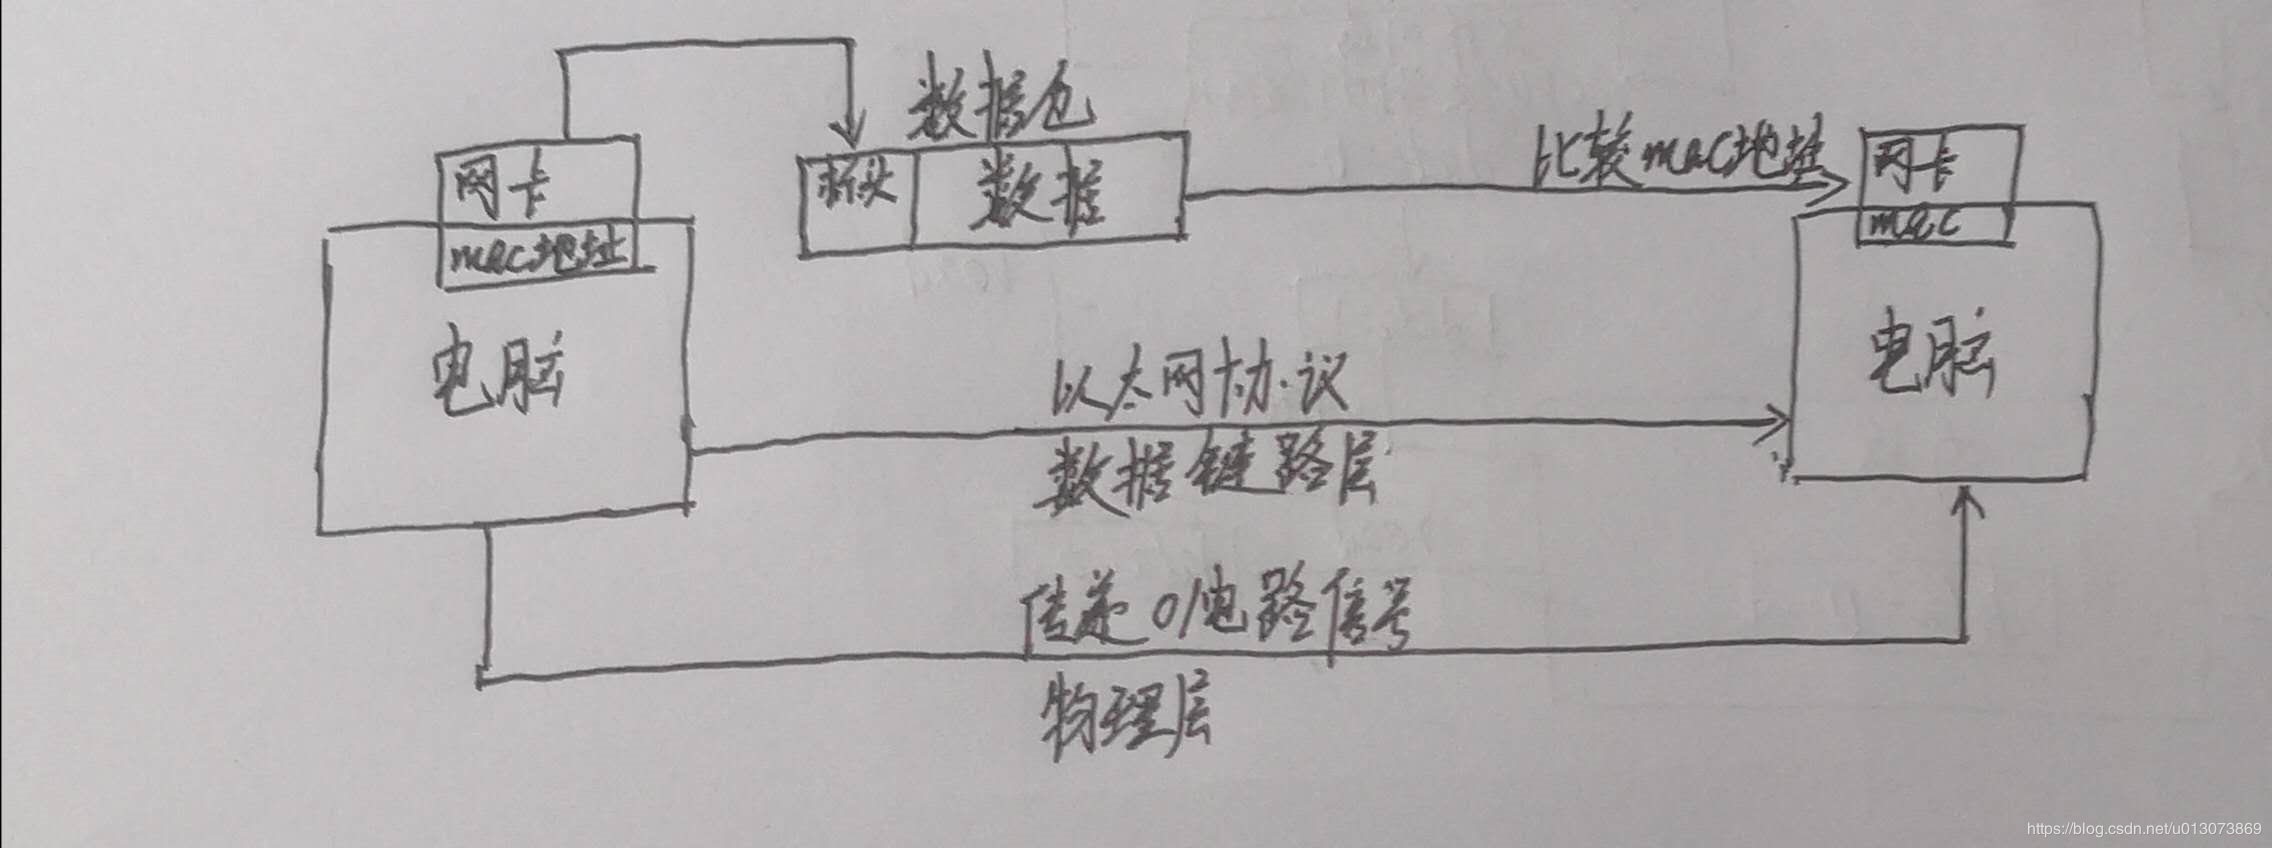 数据包
标头
数据
比较mac地址
网卡
mac地址
电脑
网卡
mac
电脑
以太网协议
数据链路层
传递01电路信号
物理层
https://blog.csdn.net/u013073869